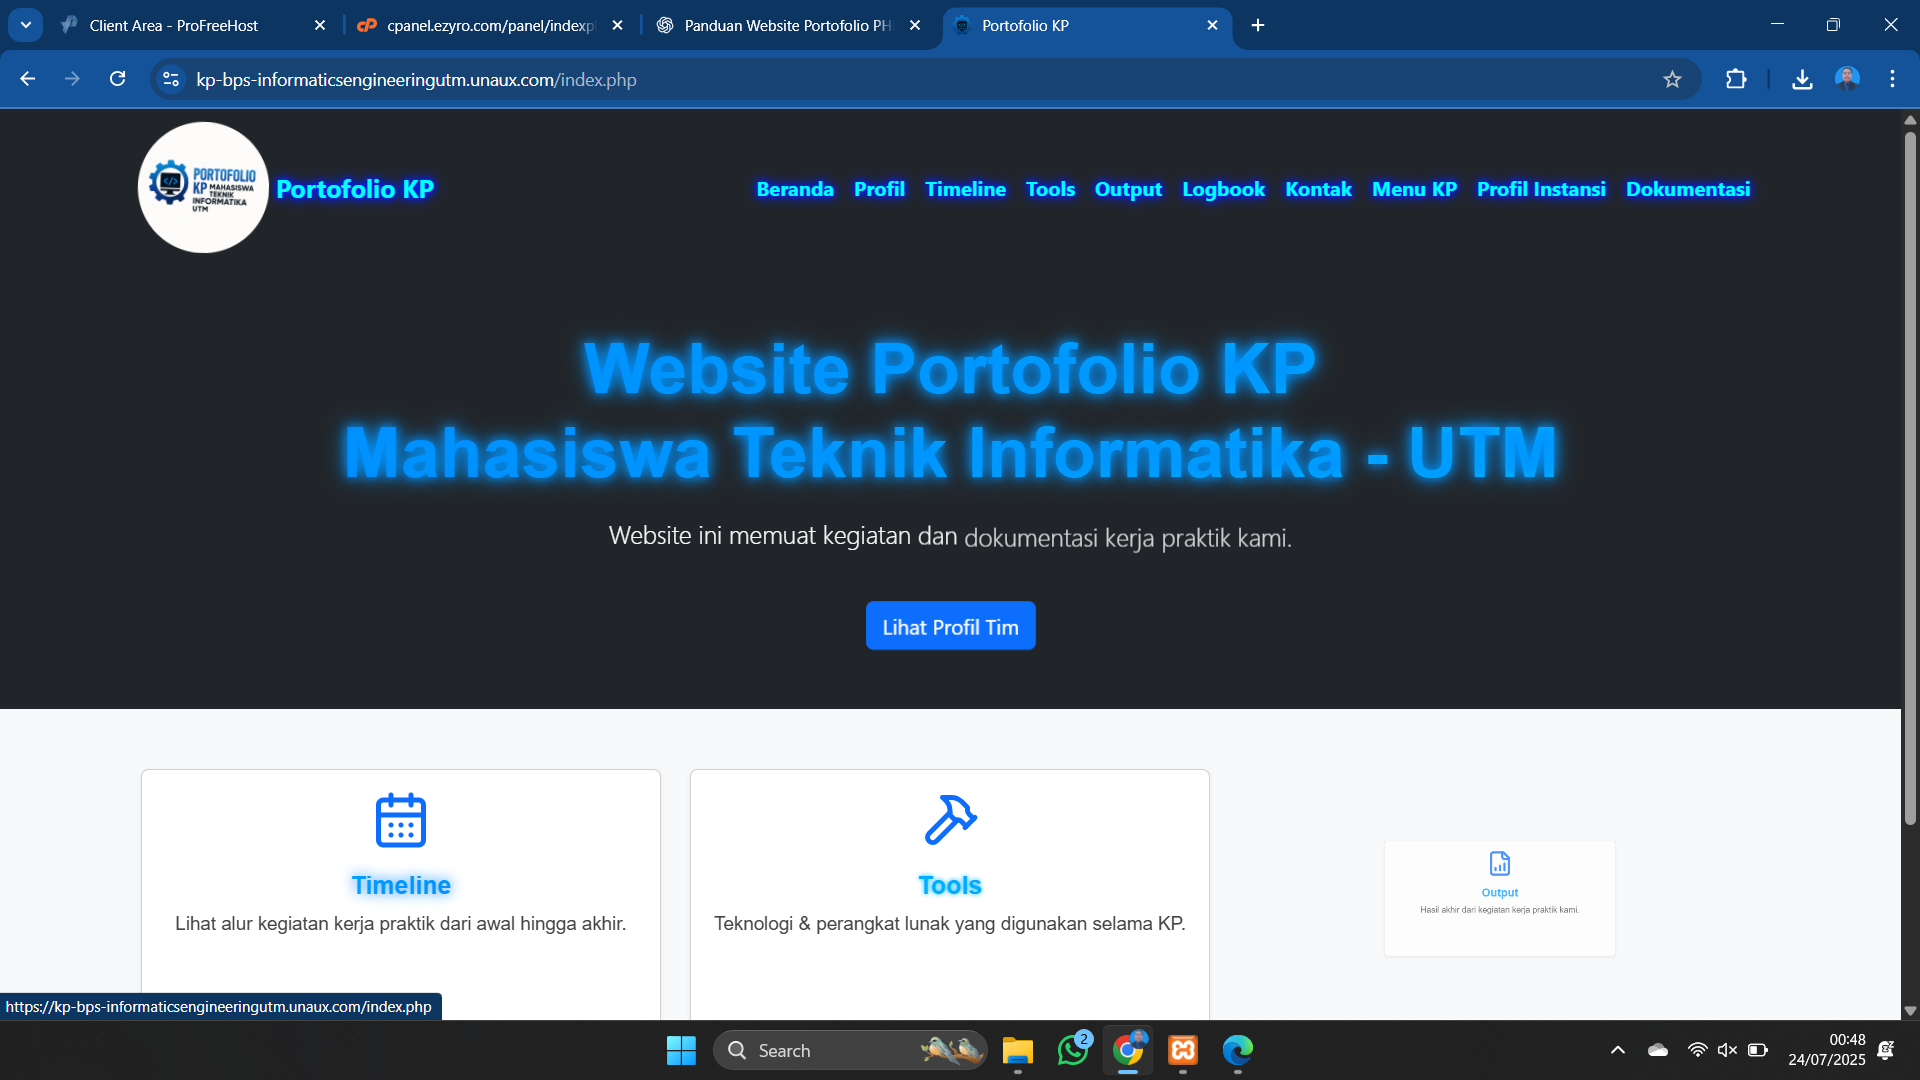 Client Area - ProFreeHost
cpanel.ezyro.com/panel/indexp
Panduan Website Portofolio PH
Portofolio KP
kp-bps-informaticsengineeringutm.unaux.com/index.php
PORTOFOLIO
KP MAHASISWA
TEKNIK
INFORMATIKA
UTM
Portofolio KP
Beranda Profil Timeline Tools Output Logbook Kontak Menu KP Profil Instansi Dokumentasi
Website Portofolio KP
Mahasiswa Teknik Informatika - UTM
Website ini memuat kegiatan dan dokumentasi kerja praktik kami.
Lihat Profil Tim
Timeline
Lihat alur kegiatan kerja praktik dari awal hingga akhir.
Tools
Teknologi & perangkat lunak yang digunakan selama KP.
Output
Hasil akhir dari kegiatan kerja praktik kami.
https://kp-bps-informaticsengineeringutm.unaux.com/index.php
Search
2
00:48
24/07/2025